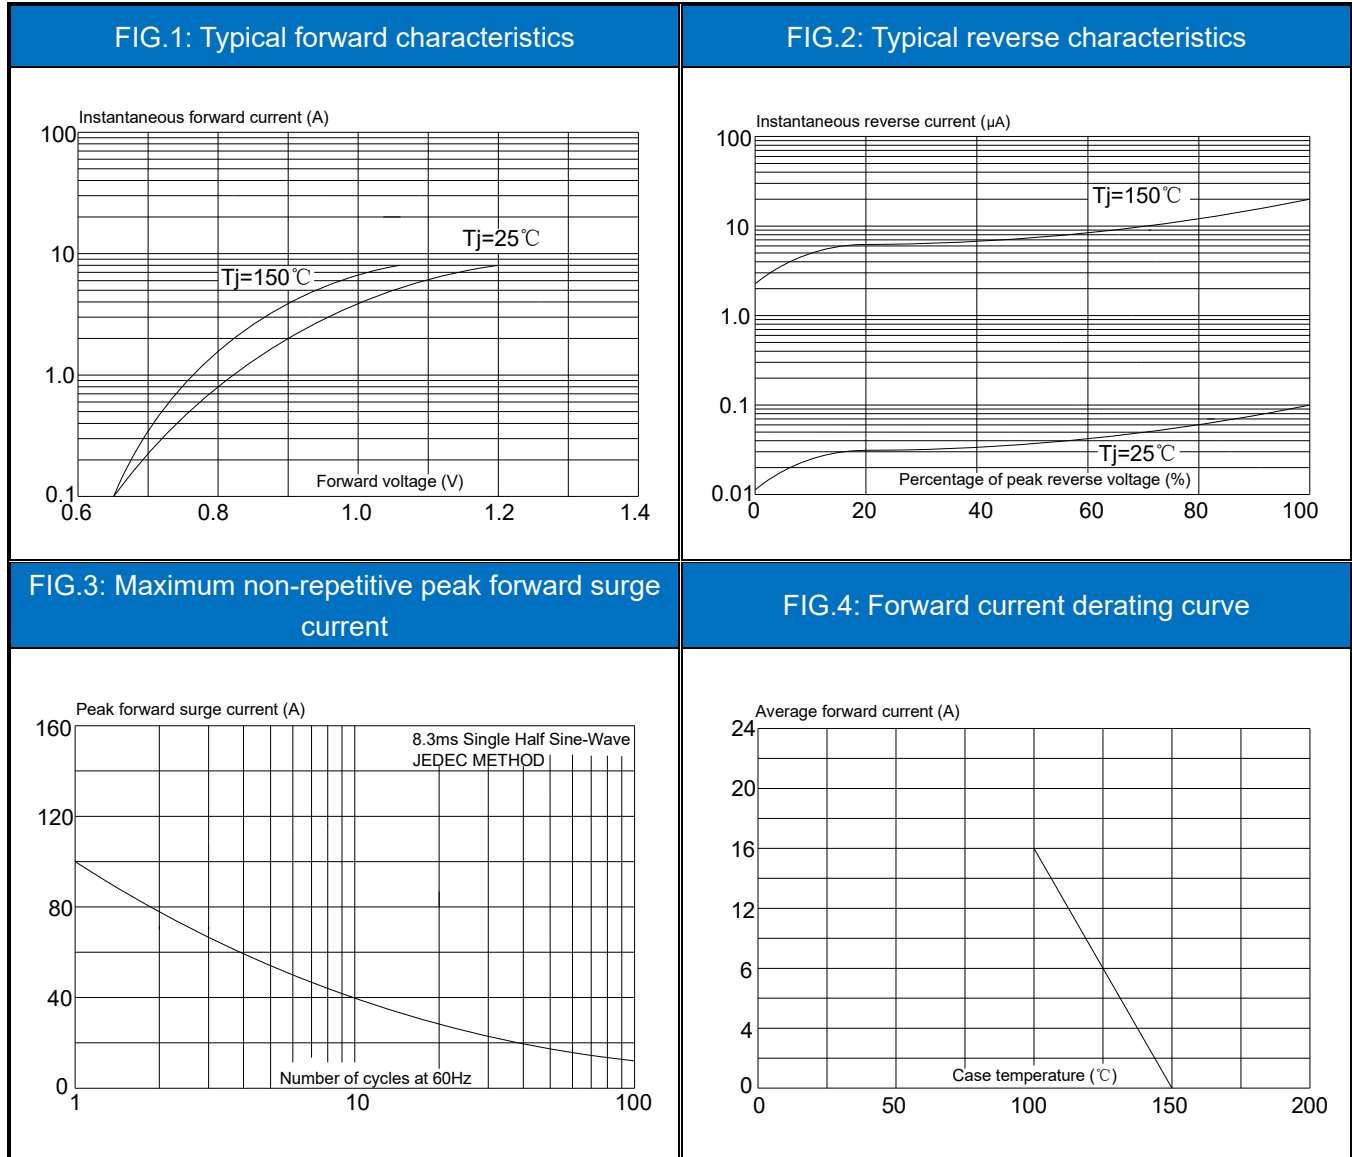 FIG.1: Typical forward characteristics
Instantaneous forward current (A)
100
10
1.0
0.1
Tj=25℃
Tj=150℃
Forward voltage (V)
0.6 0.8 1.0 1.2 1.4
FIG.2: Typical reverse characteristics
Instantaneous reverse current (μA)
100
10
1.0
0.1
0.01
Tj=150℃
Tj=25℃
Percentage of peak reverse voltage (%)
0 20 40 60 80 100
FIG.3: Maximum non-repetitive peak forward surge
current
Peak forward surge current (A)
160
120
80
40
0
8.3ms Single Half Sine-Wave
JEDEC METHOD
Number of cycles at 60Hz
1 10 100
FIG.4: Forward current derating curve
Average forward current (A)
24
20
16
12
6
4
0
Case temperature (℃)
0 50 100 150 200